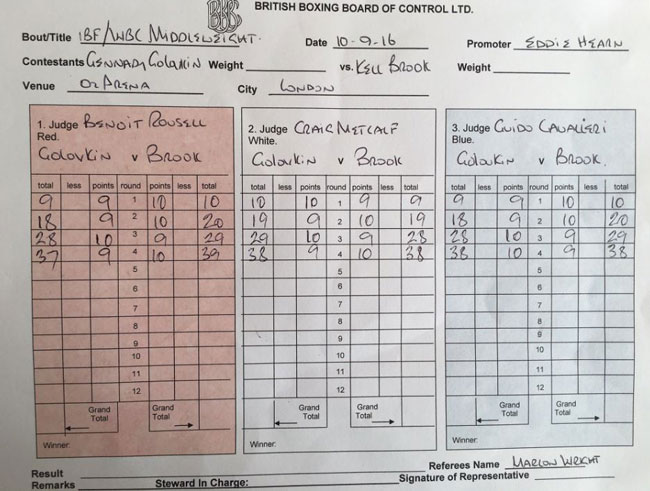 BRITISH BOXING BOARD OF CONTROL LTD.
Bout/Title IBF/WBC MIDDLEWEIGHT. Date 10-9-16 Promoter EDDIE HEARN
Contestants GENNADY GOLOVKIN Weight vs. KELL BROOK Weight
Venue O2 ARENA City LONDON
1. Judge BENOIT ROUSELL
Red.
GOLOVKIN v BROOK
total less points round points less total
9 9 1 10 10
18 9 2 10 20
28 10 3 9 29
37 9 4 10 39
5
6
7
8
9
10
11
12
Grand Total Grand Total
Winner:
2. Judge CRAIG METCALF
White.
GOLOVKIN v BROOK
total less points round points less total
10 10 1 9 9
19 9 2 10 19
29 10 3 9 28
38 9 4 10 38
5
6
7
8
9
10
11
12
Grand Total Grand Total
Winner:
3. Judge GUIDO CAVALLERI
Blue.
GOLOVKIN v BROOK.
total less points round points less total
9 9 1 10 10
18 9 2 10 20
28 10 3 9 29
38 10 4 9 38
5
6
7
8
9
10
11
12
Grand Total Grand Total
Winner:
Referees Name MARLON WRIGHT
Result
Remarks Steward In Charge: Signature of Representative